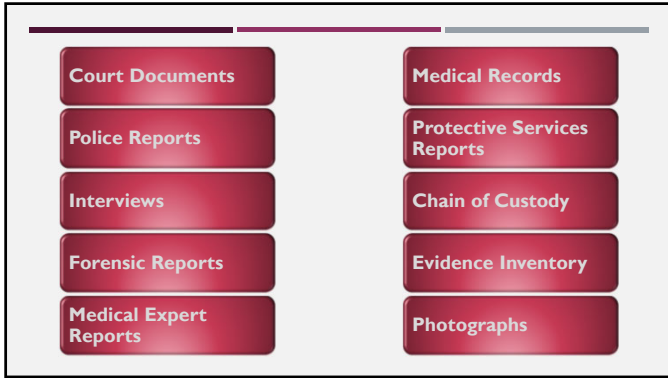 Court Documents
Police Reports
Interviews
Forensic Reports
Medical Expert
Reports
Medical Records
Protective Services
Reports
Chain of Custody
Evidence Inventory
Photographs